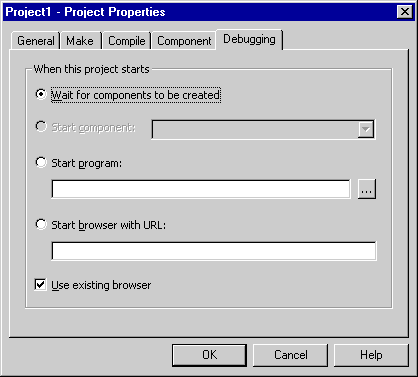 Project1 - Project Properties
General Make Compile Component Debugging
When this project starts
Wait for components to be created
Start component:
Start program:
...
Start browser with URL:
Use existing browser
OK Cancel Help